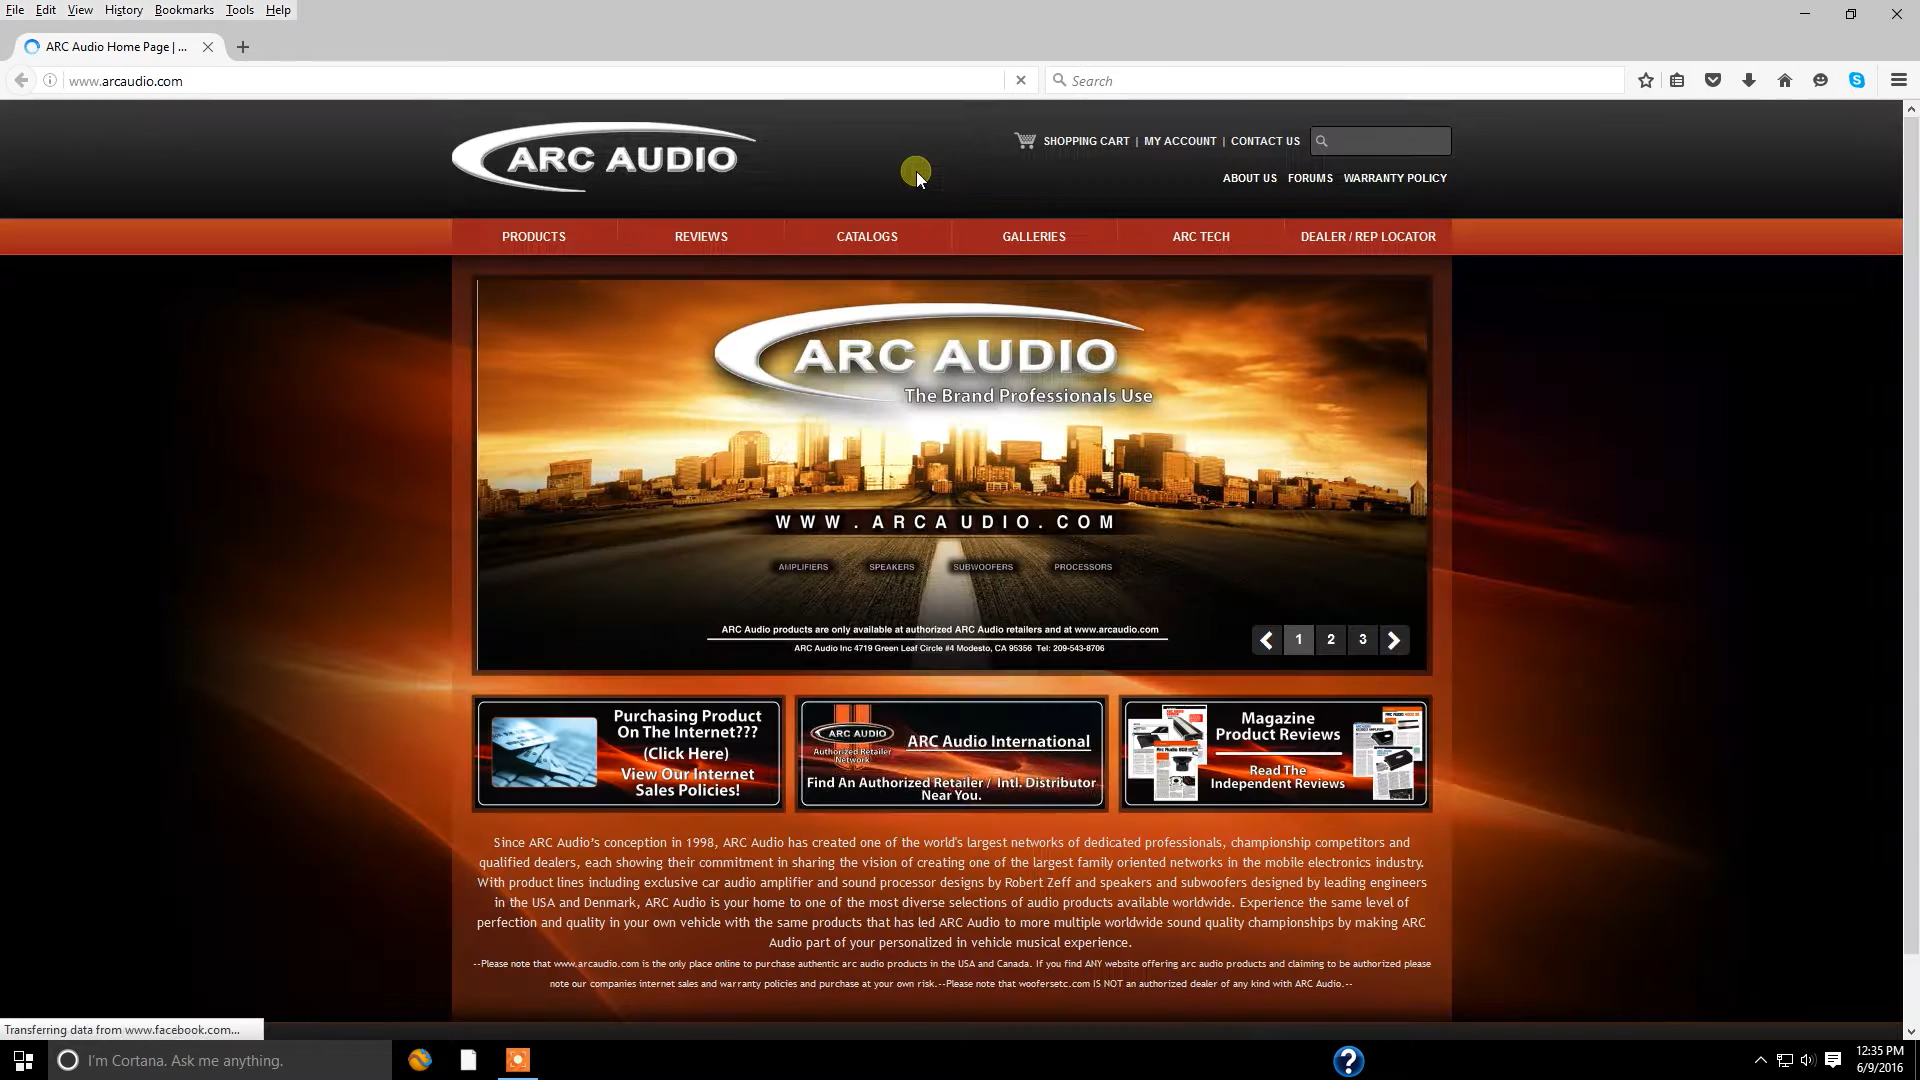 File Edit View History Bookmarks Tools Help
ARC Audio Home Page | ...
www.arcaudio.com
Search
ARC AUDIO
SHOPPING CART | MY ACCOUNT | CONTACT US
ABOUT US FORUMS WARRANTY POLICY
PRODUCTS REVIEWS CATALOGS GALLERIES ARC TECH DEALER / REP LOCATOR
ARC AUDIO
The Brand Professionals Use
WWW.ARCAUDIO.COM
AMPLIFIERS SPEAKERS SUBWOOFERS PROCESSORS
ARC Audio products are only available at authorized ARC Audio retailers and at www.arcaudio.com
ARC Audio Inc 4719 Green Leaf Circle #4 Modesto, CA 95356 Tel: 209-543-8706
1 2 3
Purchasing Product
On The Internet???
(Click Here)
View Our Internet
Sales Policies!
ARC AUDIO
Authorized Retailer
Network
ARC Audio International
Find An Authorized Retailer / Intl. Distributor
Near You.
Magazine
Product Reviews
Read The
Independent Reviews
Since ARC Audio's conception in 1998, ARC Audio has created one of the world's largest networks of dedicated professionals, championship competitors and
qualified dealers, each showing their commitment in sharing the vision of creating one of the largest family oriented networks in the mobile electronics industry.
With product lines including exclusive car audio amplifier and sound processor designs by Robert Zeff and speakers and subwoofers designed by leading engineers
in the USA and Denmark, ARC Audio is your home to one of the most diverse selections of audio products available worldwide. Experience the same level of
perfection and quality in your own vehicle with the same products that has led ARC Audio to more multiple worldwide sound quality championships by making ARC
Audio part of your personalized in vehicle musical experience.
--Please note that www.arcaudio.com is the only place online to purchase authentic arc audio products in the USA and Canada. If you find ANY website offering arc audio products and claiming to be authorized please
note our companies internet sales and warranty policies and purchase at your own risk.--Please note that woofersetc.com IS NOT an authorized dealer of any kind with ARC Audio.--
Transferring data from www.facebook.com...
I'm Cortana. Ask me anything.
12:35 PM
6/9/2016